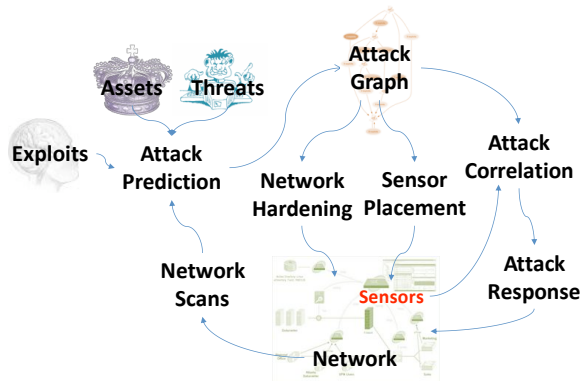 Attack
Graph
Assets
Threats
Exploits
Attack
Prediction
Attack
Correlation
Network
Hardening
Sensor
Placement
Network
Scans
Sensors
Attack
Response
Network